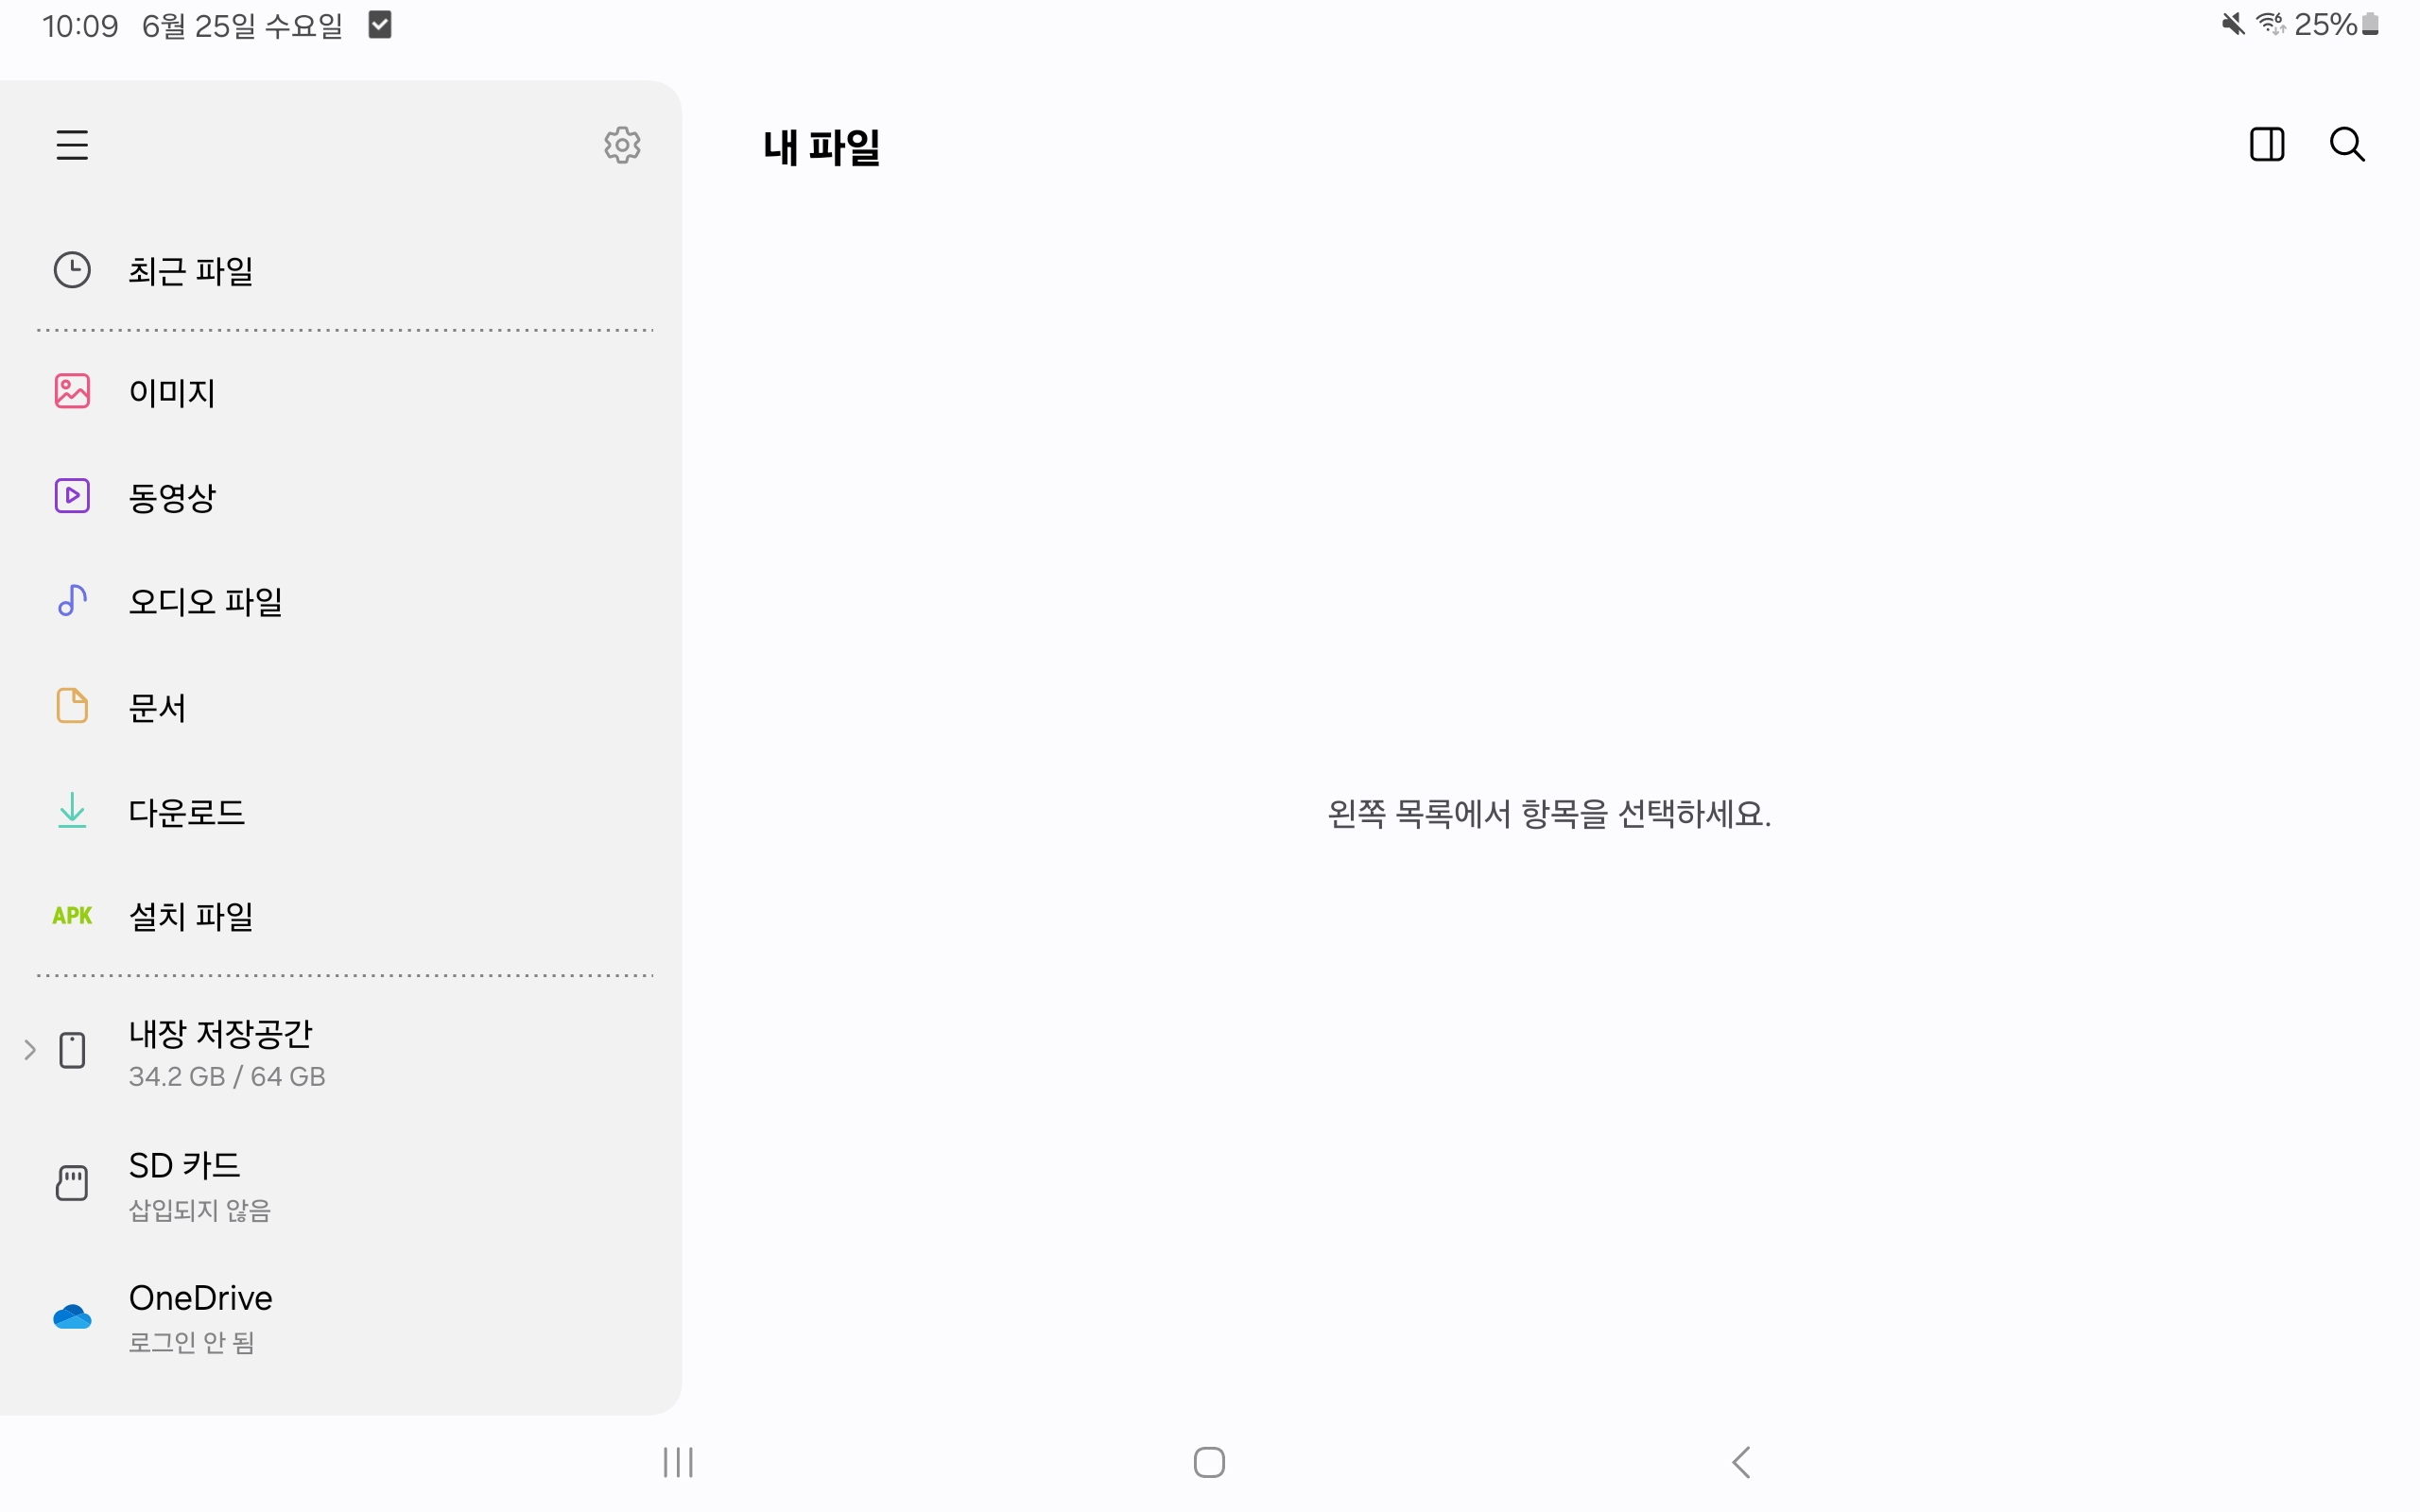 10:09 6월 25일 수요일
25%
내 파일
최근 파일
이미지
동영상
오디오 파일
문서
다운로드
APK 설치 파일
내장 저장공간
34.2 GB / 64 GB
SD 카드
삽입되지 않음
OneDrive
로그인 안 됨
왼쪽 목록에서 항목을 선택하세요.